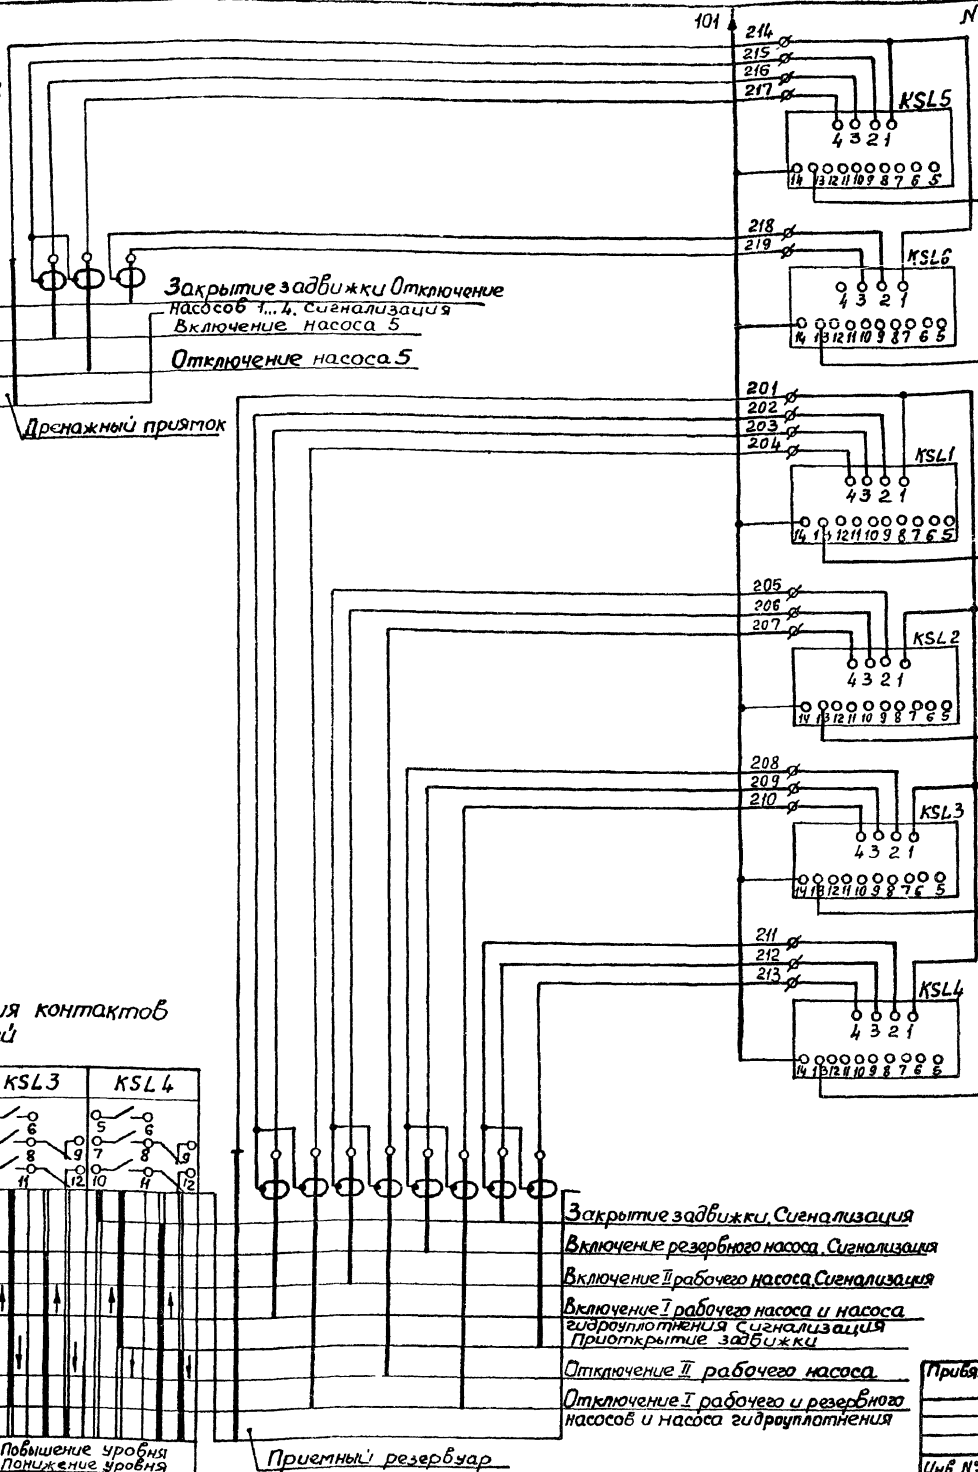 101
N
214
215
216
217
KSL5
4 3 2 1
14 13 12 11 10 9 8 7 6 5
218
219
KSL6
4 3 2 1
14 13 12 11 10 9 8 7 6 5
Закрытие задвижки Отключение
насосов 1...4. Сигнализация
Включение насоса 5
Отключение насоса 5
Дренажный приямок
201
202
203
204
KSL1
4 3 2 1
14 13 12 11 10 9 8 7 6 5
205
206
207
KSL2
4 3 2 1
14 13 12 11 10 9 8 7 6 5
208
209
210
KSL3
4 3 2 1
14 13 12 11 10 9 8 7 6 5
211
212
213
KSL4
4 3 2 1
14 13 12 11 10 9 8 7 6 5
ия контактов
ей
KSL3 KSL4
6 5 6
8 9 7 8 9
11 12 10 11 12
Закрытие задвижки. Сигнализация
Включение резервного насоса. Сигнализация
Включение II рабочего насоса. Сигнализация
Включение I рабочего насоса и насоса
гидроуплотнения Сигнализация
Приоткрытие задвижки
Отключение II рабочего насоса
Отключение I рабочего и резервного
насосов и насоса гидроуплотнения
Повышение уровня
Понижение уровня
Приемный резервуар
Привя
Инв. №